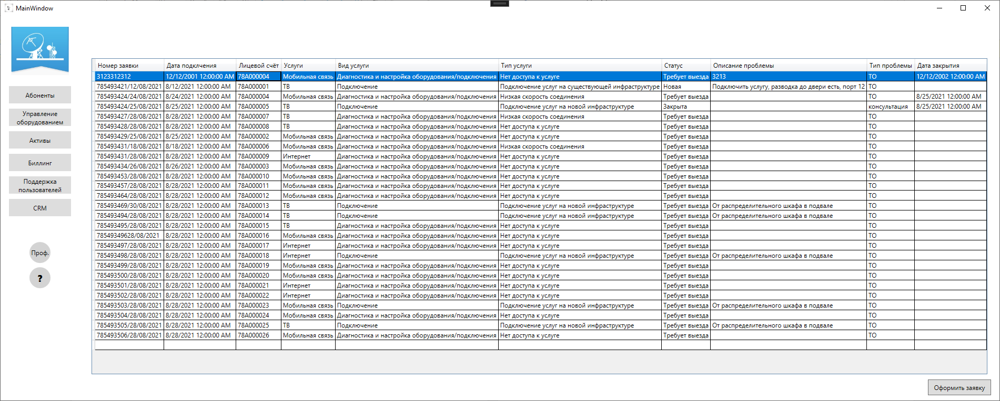 MainWindow
Абоненты
Управление
оборудованием
Активы
Биллинг
Поддержка
пользователей
CRM
Проф.
?
Номер заявки Дата подклчения Лицевой счёт Услуги Вид услуги Тип услуги Статус Описание проблемы Тип проблемы Дата закрытия
3123312312 12/12/2001 12:00:00 AM 78A000004 Мобильная связь Диагностика и настройка оборудования/подключения Нет доступа к услуге Требует выезда 3213 ТО 12/12/2002 12:00:00 AM
785493421/12/08/2021 8/12/2021 12:00:00 AM 78A000001 ТВ Подключение Подключение услуг на существующей инфраструктуре Новая Подключить услугу, разводка до двери есть, порт 12 ТО
785493424/24/08/2021 8/24/2021 12:00:00 AM 78A000004 Мобильная связь Диагностика и настройка оборудования/подключения Низкая скорость соединения Требует выезда ТО 8/25/2021 12:00:00 AM
785493424/25/08/2021 8/25/2021 12:00:00 AM 78A000005 ТВ Подключение Подключение услуг на новой инфраструктуре Закрыта консультация 8/25/2021 12:00:00 AM
785493427/28/08/2021 8/28/2021 12:00:00 AM 78A000007 ТВ Диагностика и настройка оборудования/подключения Низкая скорость соединения Требует выезда ТО
785493428/28/08/2021 8/28/2021 12:00:00 AM 78A000008 ТВ Диагностика и настройка оборудования/подключения Нет доступа к услуге Требует выезда ТО
785493429/25/08/2021 8/25/2021 12:00:00 AM 78A000002 Мобильная связь Диагностика и настройка оборудования/подключения Нет доступа к услуге Требует выезда ТО
785493431/18/08/2021 8/18/2021 12:00:00 AM 78A000006 Мобильная связь Диагностика и настройка оборудования/подключения Низкая скорость соединения Требует выезда ТО
785493431/28/08/2021 8/28/2021 12:00:00 AM 78A000009 Интернет Диагностика и настройка оборудования/подключения Нет доступа к услуге Требует выезда ТО
785493434/26/08/2021 8/26/2021 12:00:00 AM 78A000003 Мобильная связь Диагностика и настройка оборудования/подключения Нет доступа к услуге Требует выезда ТО
785493453/28/08/2021 8/28/2021 12:00:00 AM 78A000010 Мобильная связь Диагностика и настройка оборудования/подключения Нет доступа к услуге Требует выезда ТО
785493457/28/08/2021 8/28/2021 12:00:00 AM 78A000011 Мобильная связь Диагностика и настройка оборудования/подключения Нет доступа к услуге Требует выезда ТО
785493464/28/08/2021 8/28/2021 12:00:00 AM 78A000012 Мобильная связь Диагностика и настройка оборудования/подключения Нет доступа к услуге Требует выезда ТО
785493469/30/08/2021 8/28/2021 12:00:00 AM 78A000013 ТВ Подключение Подключение услуг на новой инфраструктуре Требует выезда От распределительного шкафа в подвале ТО
785493494/28/08/2021 8/28/2021 12:00:00 AM 78A000014 ТВ Подключение Подключение услуг на новой инфраструктуре Требует выезда От распределительного шкафа в подвале ТО
785493495/28/08/2021 8/28/2021 12:00:00 AM 78A000015 ТВ Диагностика и настройка оборудования/подключения Нет доступа к услуге Требует выезда ТО
78549349628/08/2021 8/28/2021 12:00:00 AM 78A000016 Мобильная связь Диагностика и настройка оборудования/подключения Нет доступа к услуге Требует выезда ТО
785493497/28/08/2021 8/28/2021 12:00:00 AM 78A000017 Интернет Диагностика и настройка оборудования/подключения Нет доступа к услуге Требует выезда ТО
785493498/28/08/2021 8/28/2021 12:00:00 AM 78A000018 Интернет Подключение Подключение услуг на новой инфраструктуре Требует выезда От распределительного шкафа в подвале ТО
785493499/28/08/2021 8/28/2021 12:00:00 AM 78A000019 Мобильная связь Диагностика и настройка оборудования/подключения Нет доступа к услуге Требует выезда ТО
785493500/28/08/2021 8/28/2021 12:00:00 AM 78A000020 Мобильная связь Диагностика и настройка оборудования/подключения Нет доступа к услуге Требует выезда ТО
785493501/28/08/2021 8/28/2021 12:00:00 AM 78A000021 Интернет Диагностика и настройка оборудования/подключения Нет доступа к услуге Требует выезда ТО
785493502/28/08/2021 8/28/2021 12:00:00 AM 78A000022 Интернет Диагностика и настройка оборудования/подключения Нет доступа к услуге Требует выезда ТО
785493503/28/08/2021 8/28/2021 12:00:00 AM 78A000023 Мобильная связь Подключение Подключение услуг на новой инфраструктуре Требует выезда От распределительного шкафа в подвале ТО
785493504/28/08/2021 8/28/2021 12:00:00 AM 78A000024 Мобильная связь Диагностика и настройка оборудования/подключения Нет доступа к услуге Требует выезда ТО
785493505/28/08/2021 8/28/2021 12:00:00 AM 78A000025 ТВ Подключение Подключение услуг на новой инфраструктуре Требует выезда От распределительного шкафа в подвале ТО
785493506/28/08/2021 8/28/2021 12:00:00 AM 78A000026 Мобильная связь Диагностика и настройка оборудования/подключения Нет доступа к услуге Требует выезда ТО
Оформить заявку